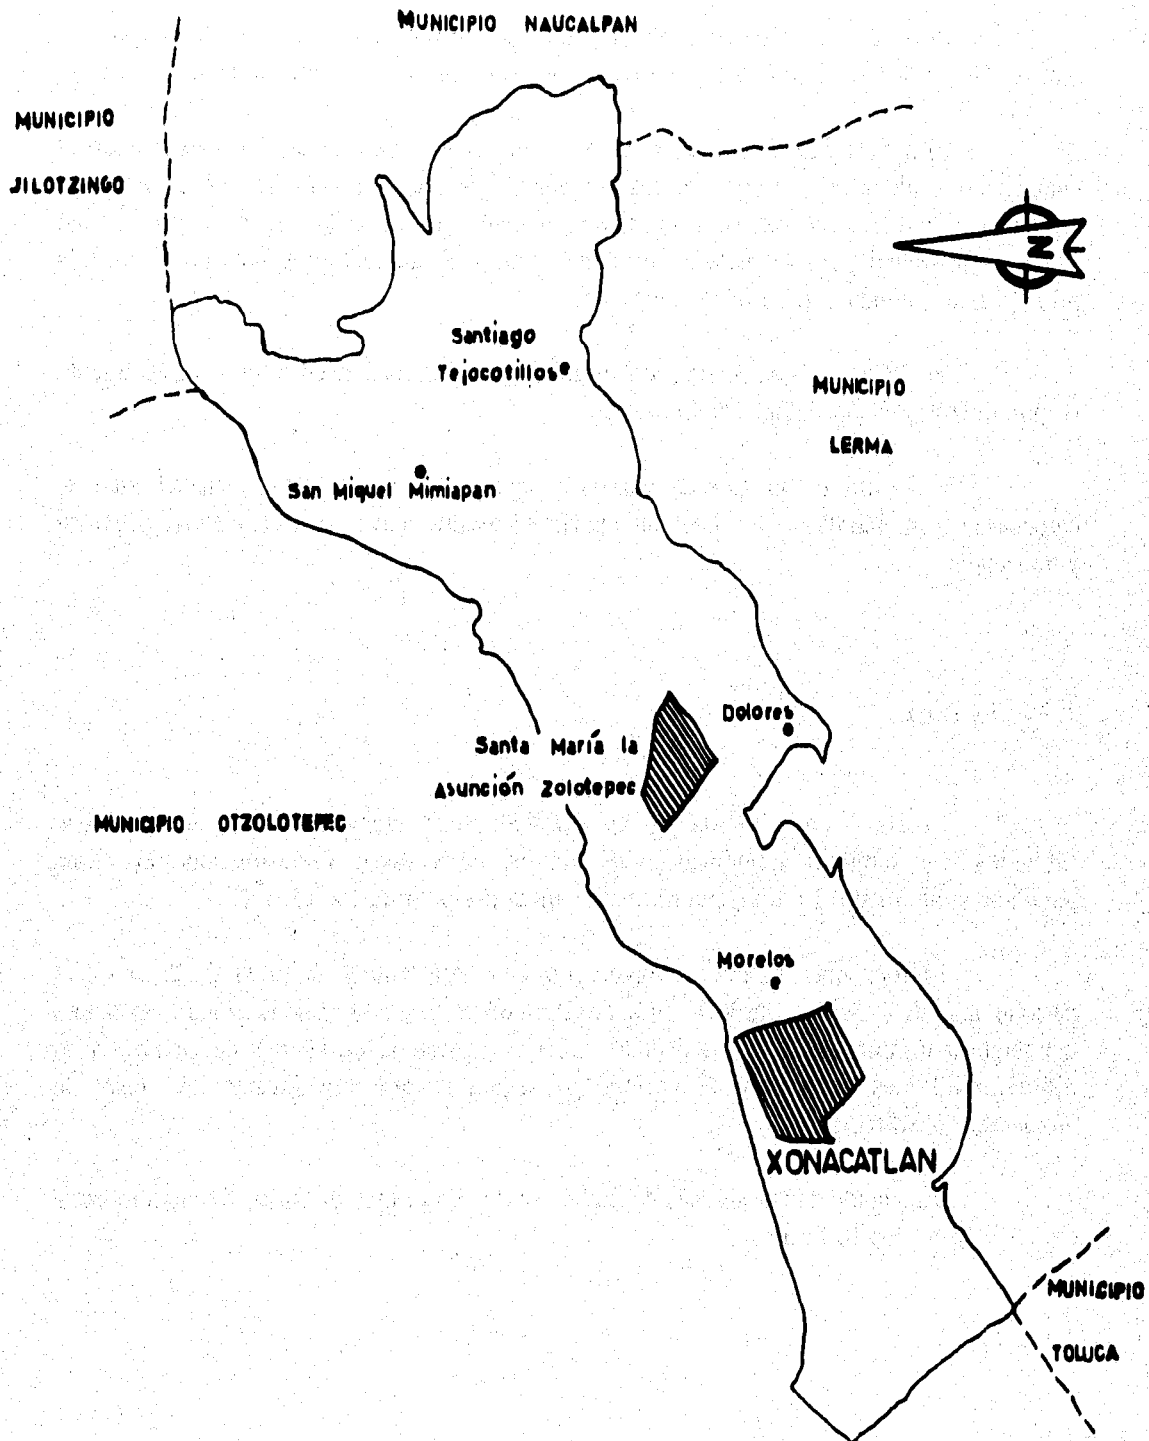 MUNICIPIO NAUCALPAN
MUNICIPIO
JILOTZINGO
N
Santiago
Tejocotillos
MUNICIPIO
LERMA
San Miguel Mimiapan
Dolores
Santa María la
Asunción Zolotepec
MUNICIPIO OTZOLOTEPEC
Morelos
XONACATLAN
MUNICIPIO
TOLUCA